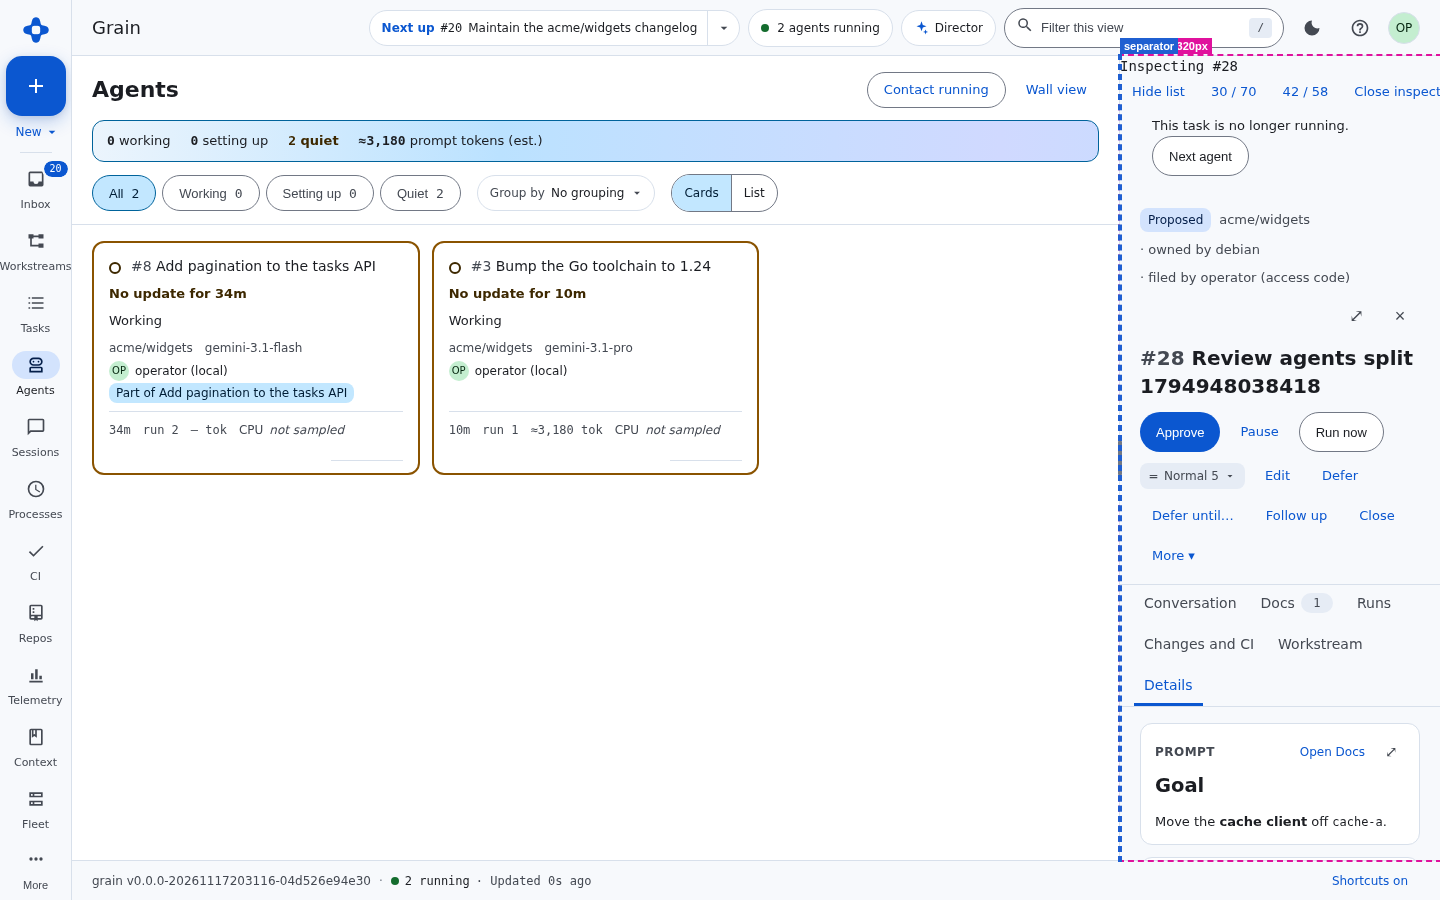 Grain
Next up #20 Maintain the acme/widgets changelog
2 agents running
Director
Filter this view /
OP
separator 320px
New
20
Inbox
Workstreams
Tasks
Agents
Sessions
Processes
CI
Repos
Telemetry
Context
Fleet
More
Agents
Contact running
Wall view
0 working 0 setting up 2 quiet ≈3,180 prompt tokens (est.)
All 2 Working 0 Setting up 0 Quiet 2 Group by No grouping Cards List
#8 Add pagination to the tasks API
No update for 34m
Working
acme/widgets gemini-3.1-flash
OP operator (local)
Part of Add pagination to the tasks API
34m run 2 — tok CPU not sampled
#3 Bump the Go toolchain to 1.24
No update for 10m
Working
acme/widgets gemini-3.1-pro
OP operator (local)
10m run 1 ≈3,180 tok CPU not sampled
Inspecting #28
Hide list 30 / 70 42 / 58 Close inspect
This task is no longer running.
Next agent
Proposed acme/widgets
· owned by debian
· filed by operator (access code)
#28 Review agents split
1794948038418
Approve Pause Run now
= Normal 5 Edit Defer
Defer until… Follow up Close
More ▾
Conversation Docs 1 Runs
Changes and CI Workstream
Details
PROMPT Open Docs
Goal
Move the cache client off cache-a.
grain v0.0.0-20261117203116-04d526e94e30 · 2 running · Updated 0s ago
Shortcuts on